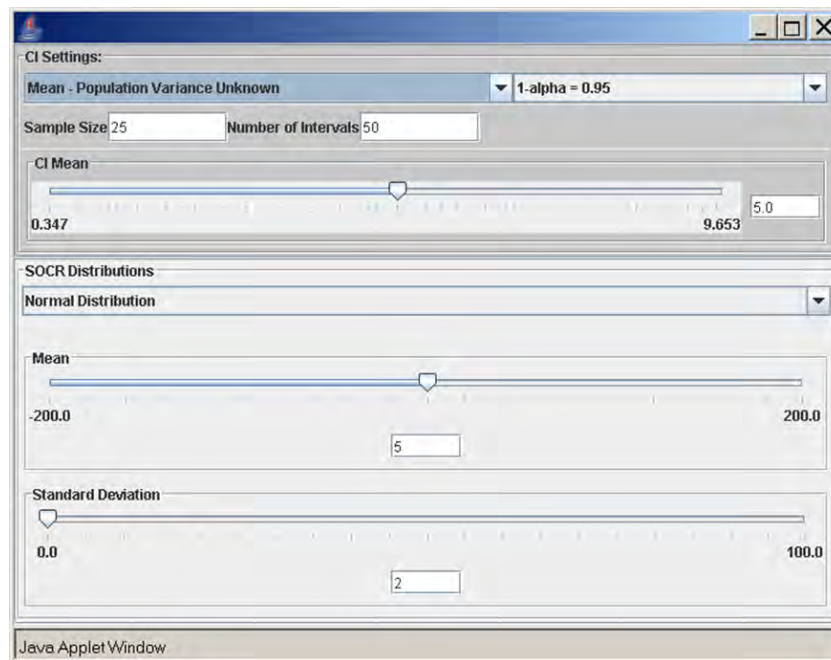 CI Settings:
Mean - Population Variance Unknown 1-alpha = 0.95
Sample Size 25 Number of Intervals 50
CI Mean
5.0
0.347 9.653
SOCR Distributions
Normal Distribution
Mean
-200.0 200.0
5
Standard Deviation
0.0 100.0
2
Java Applet Window